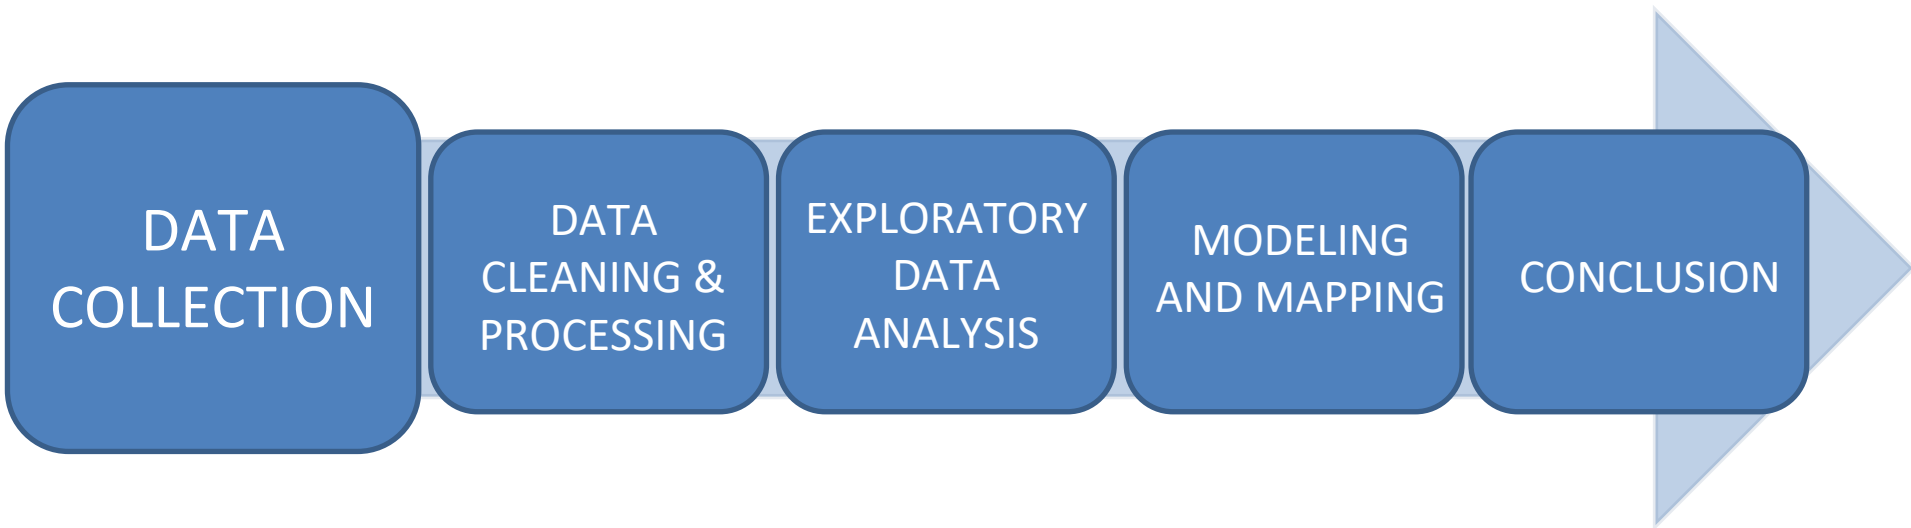 DATA
COLLECTION
DATA
CLEANING &
PROCESSING
EXPLORATORY
DATA
ANALYSIS
MODELING
AND MAPPING
CONCLUSION